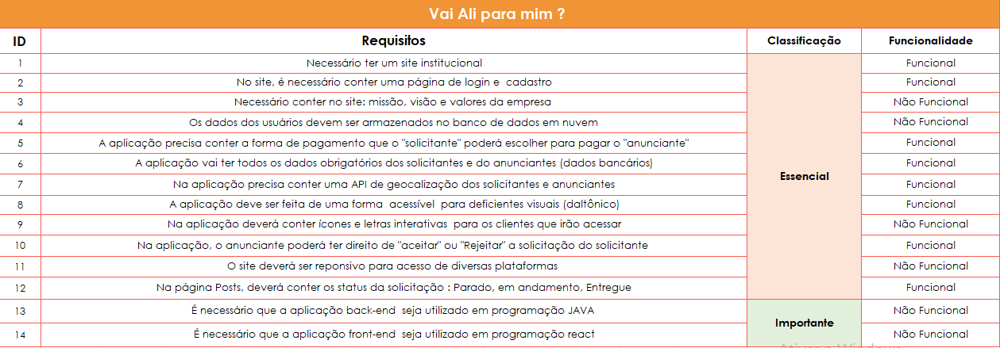 Vai Ali para mim ?
ID Requisitos Classificação Funcionalidade
1 Necessário ter um site institucional Funcional
2 No site, é necessário conter uma página de login e cadastro Funcional
3 Necessário conter no site: missão, visão e valores da empresa Não Funcional
4 Os dados dos usuários devem ser armazenados no banco de dados em nuvem Não Funcional
5 A aplicação precisa conter a forma de pagamento que o "solicitante" poderá escolher para pagar o "anunciante" Funcional
6 A aplicação vai ter todos os dados obrigatórios dos solicitantes e do anunciantes (dados bancários) Funcional
Essencial
7 Na aplicação precisa conter uma API de geocalização dos solicitantes e anunciantes Funcional
8 A aplicação deve ser feita de uma forma acessível para deficientes visuais (daltônico) Funcional
9 Na aplicação deverá conter ícones e letras interativas para os clientes que irão acessar Não Funcional
10 Na aplicação, o anunciante poderá ter direito de "aceitar" ou "Rejeitar" a solicitação do solicitante Funcional
11 O site deverá ser reponsivo para acesso de diversas plataformas Não Funcional
12 Na página Posts, deverá conter os status da solicitação : Parado, em andamento, Entregue Funcional
13 É necessário que a aplicação back-end seja utilizado em programação JAVA Não Funcional
Importante
14 É necessário que a aplicação front-end seja utilizado em programação react Não Funcional